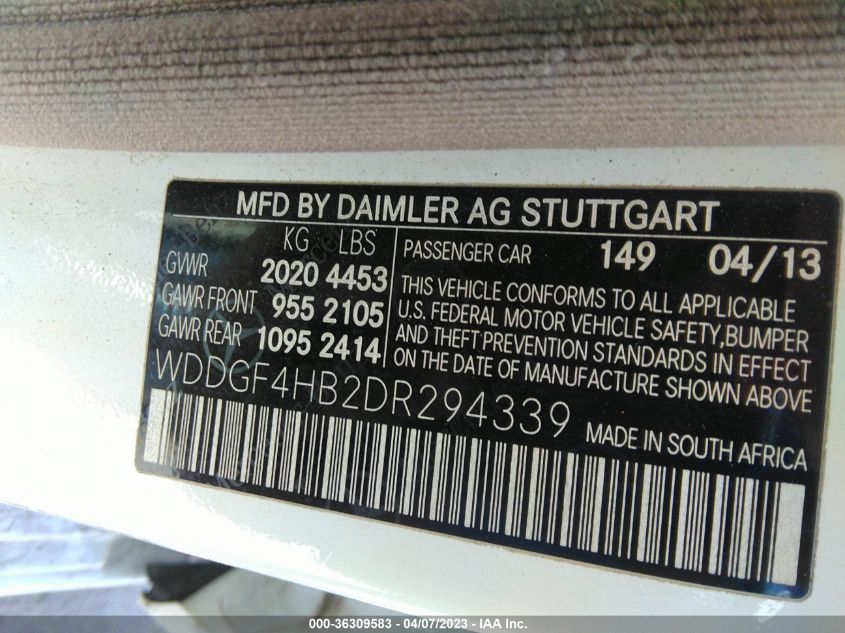 MFD BY DAIMLER AG STUTTGART
KG LBS
GVWR 2020 4453
GAWR FRONT 955 2105
GAWR REAR 1095 2414
PASSENGER CAR 149 04/13
THIS VEHICLE CONFORMS TO ALL APPLICABLE
U.S. FEDERAL MOTOR VEHICLE SAFETY,BUMPER
AND THEFT PREVENTION STANDARDS IN EFFECT
ON THE DATE OF MANUFACTURE SHOWN ABOVE
WDDGF4HB2DR294339
MADE IN SOUTH AFRICA
000-36309583 - 04/07/2023 - IAA Inc.